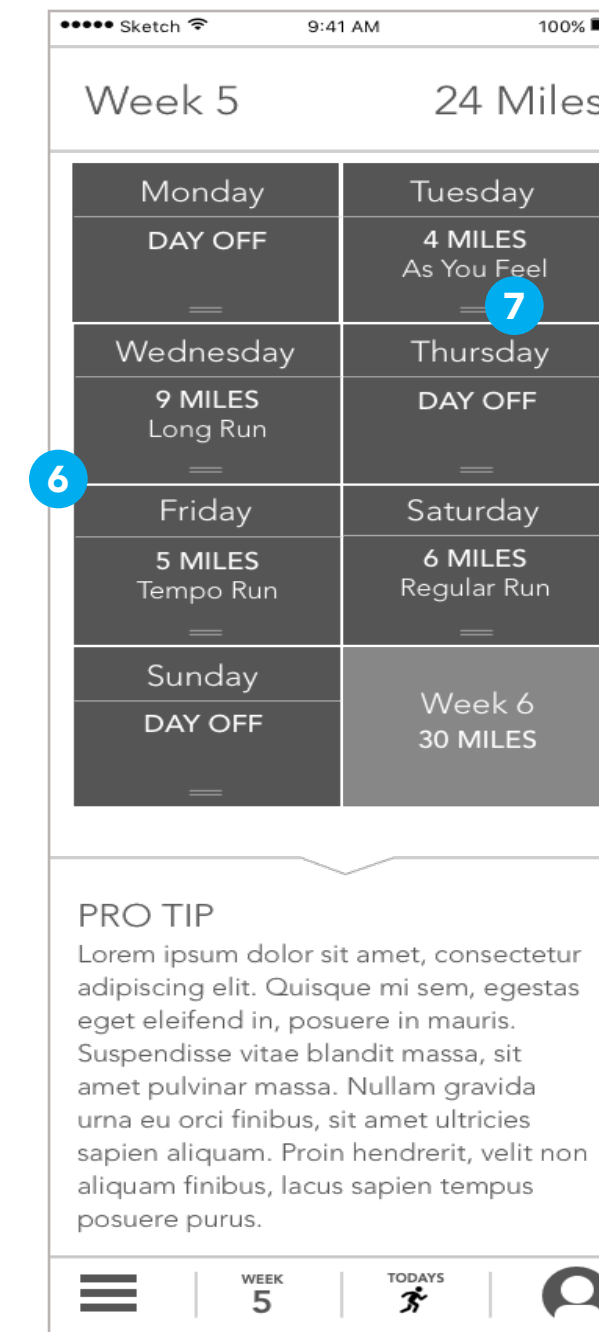 ●●●●● Sketch 9:41 AM 100%
Week 5 24 Miles
Monday Tuesday
DAY OFF 4 MILES
As You Feel
7
Wednesday Thursday
9 MILES DAY OFF
Long Run
6
Friday Saturday
5 MILES 6 MILES
Tempo Run Regular Run
Sunday
DAY OFF
Week 6
30 MILES
PRO TIP
Lorem ipsum dolor sit amet, consectetur
adipiscing elit. Quisque mi sem, egestas
eget eleifend in, posuere in mauris.
Suspendisse vitae blandit massa, sit
amet pulvinar massa. Nullam gravida
urna eu orci finibus, sit amet ultricies
sapien aliquam. Proin hendrerit, velit non
aliquam finibus, lacus sapien tempus
posuere purus.
WEEK TODAYS
5